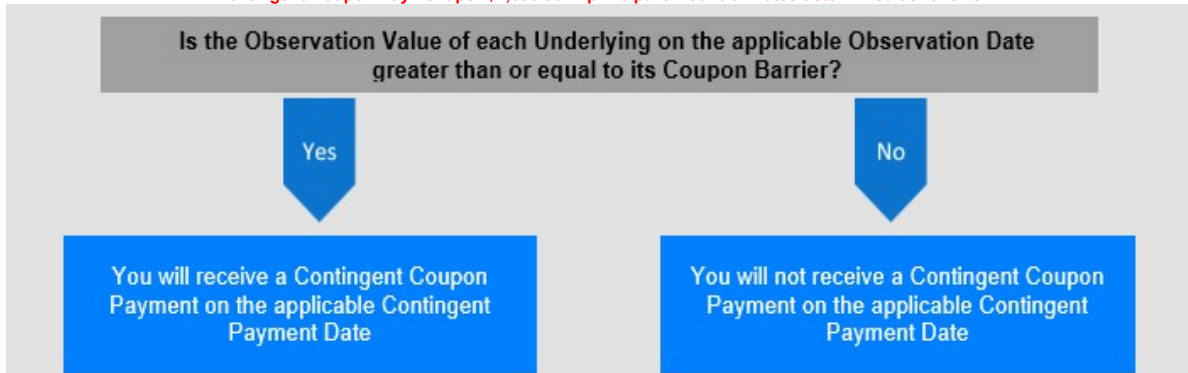 Is the Observation Value of each Underlying on the applicable Observation Date
greater than or equal to its Coupon Barrier?
Yes
No
You will receive a Contingent Coupon
Payment on the applicable Contingent
Payment Date
You will not receive a Contingent Coupon
Payment on the applicable Contingent
Payment Date